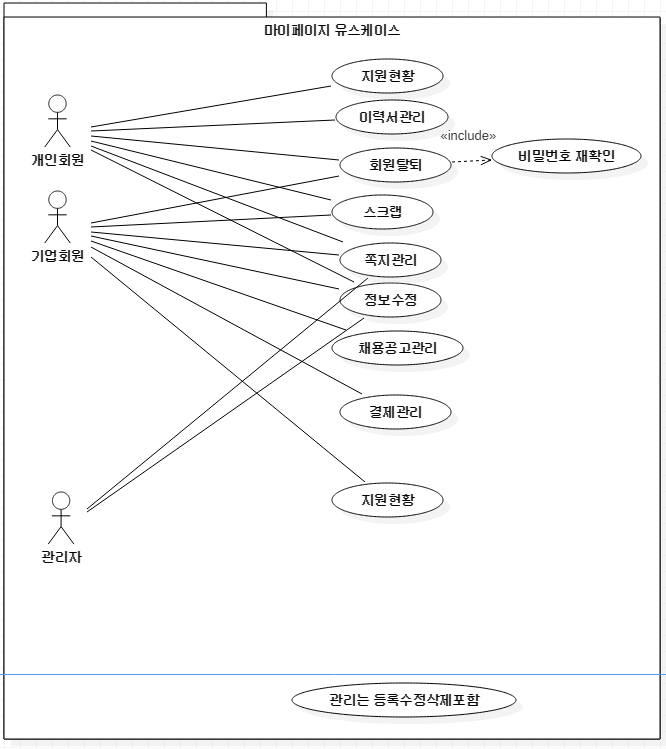 마이페이지 유스케이스
지원현황
이력서관리
«include»
개인회원
회원탈퇴
비밀번호 재확인
스크랩
기업회원
쪽지관리
정보수정
채용공고관리
결제관리
지원현황
관리자
관리는 등록수정삭제포함